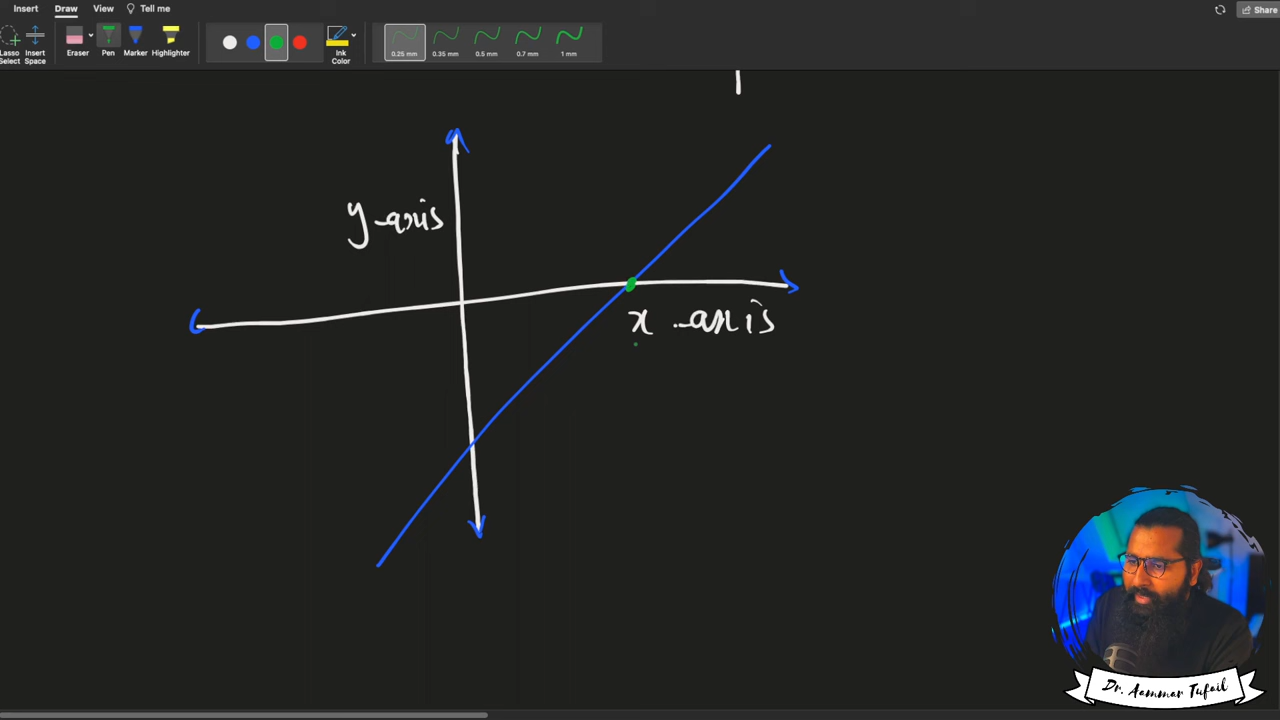 Insert Draw View Tell me
Share
Lasso Select
Insert Space
Eraser
Pen
Marker
Highlighter
Ink Color
0.25 mm
0.35 mm
0.5 mm
0.7 mm
1 mm
y-axis
x-axis
Dr. Aammar Tufail